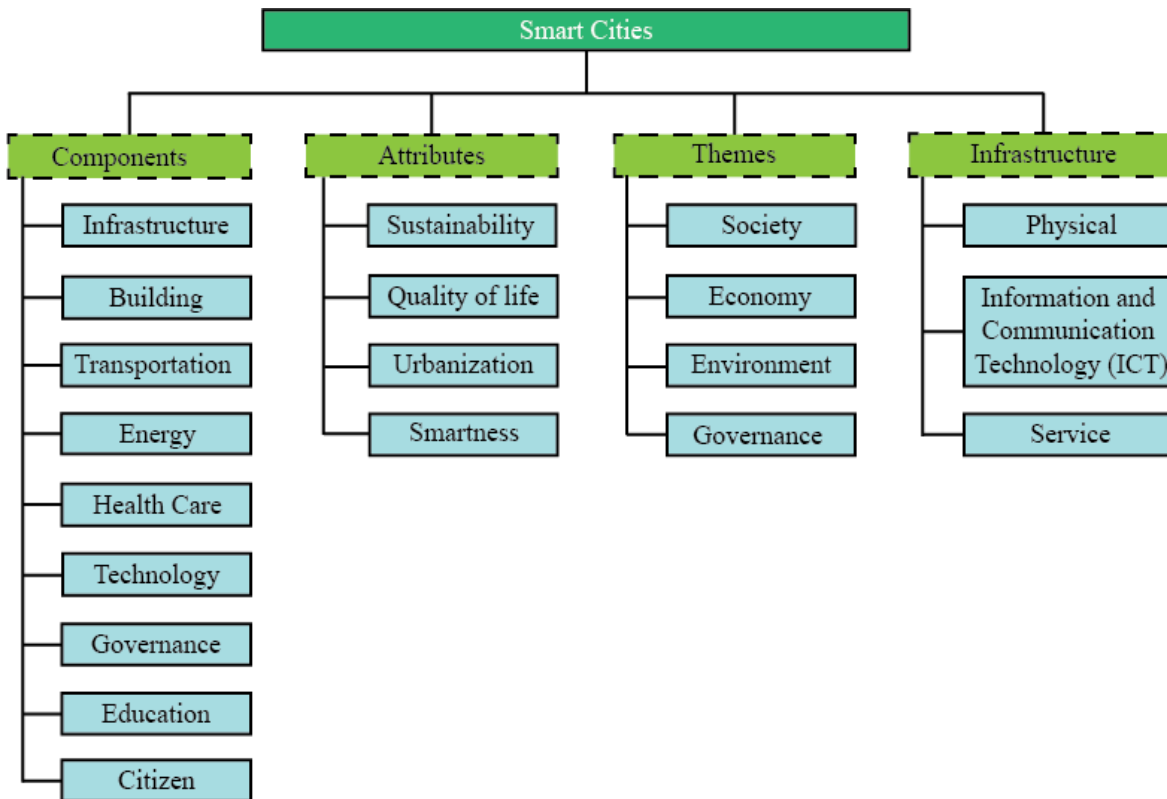 Smart Cities
Components
Infrastructure
Building
Transportation
Energy
Health Care
Technology
Governance
Education
Citizen
Attributes
Sustainability
Quality of life
Urbanization
Smartness
Themes
Society
Economy
Environment
Governance
Infrastructure
Physical
Information and
Communication
Technology (ICT)
Service